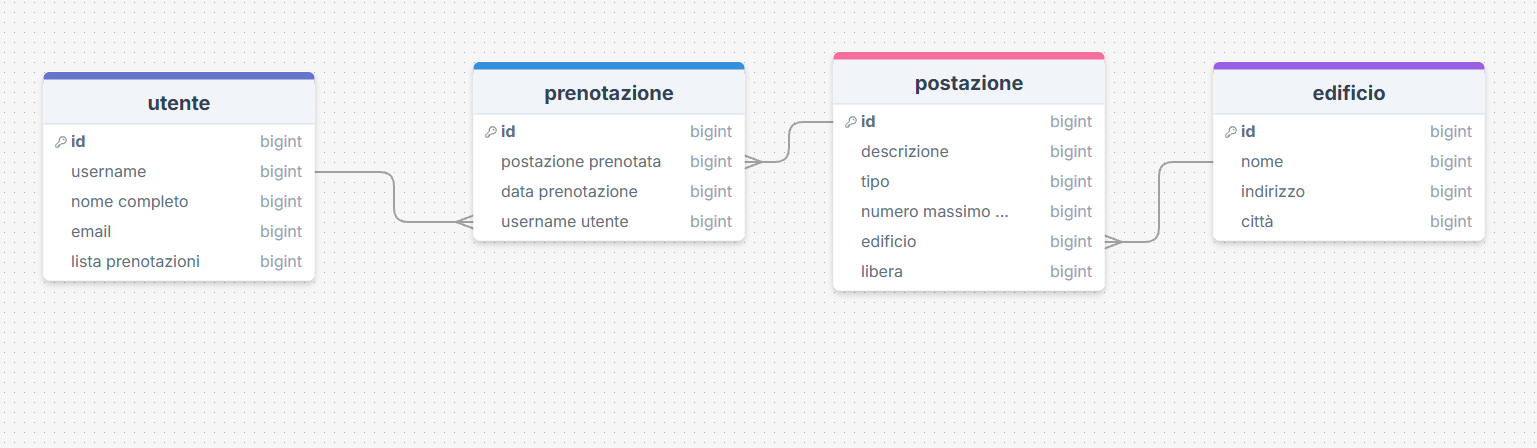 utente
id bigint
username bigint
nome completo bigint
email bigint
lista prenotazioni bigint
prenotazione
id bigint
postazione prenotata bigint
data prenotazione bigint
username utente bigint
postazione
id bigint
descrizione bigint
tipo bigint
numero massimo ... bigint
edificio bigint
libera bigint
edificio
id bigint
nome bigint
indirizzo bigint
città bigint